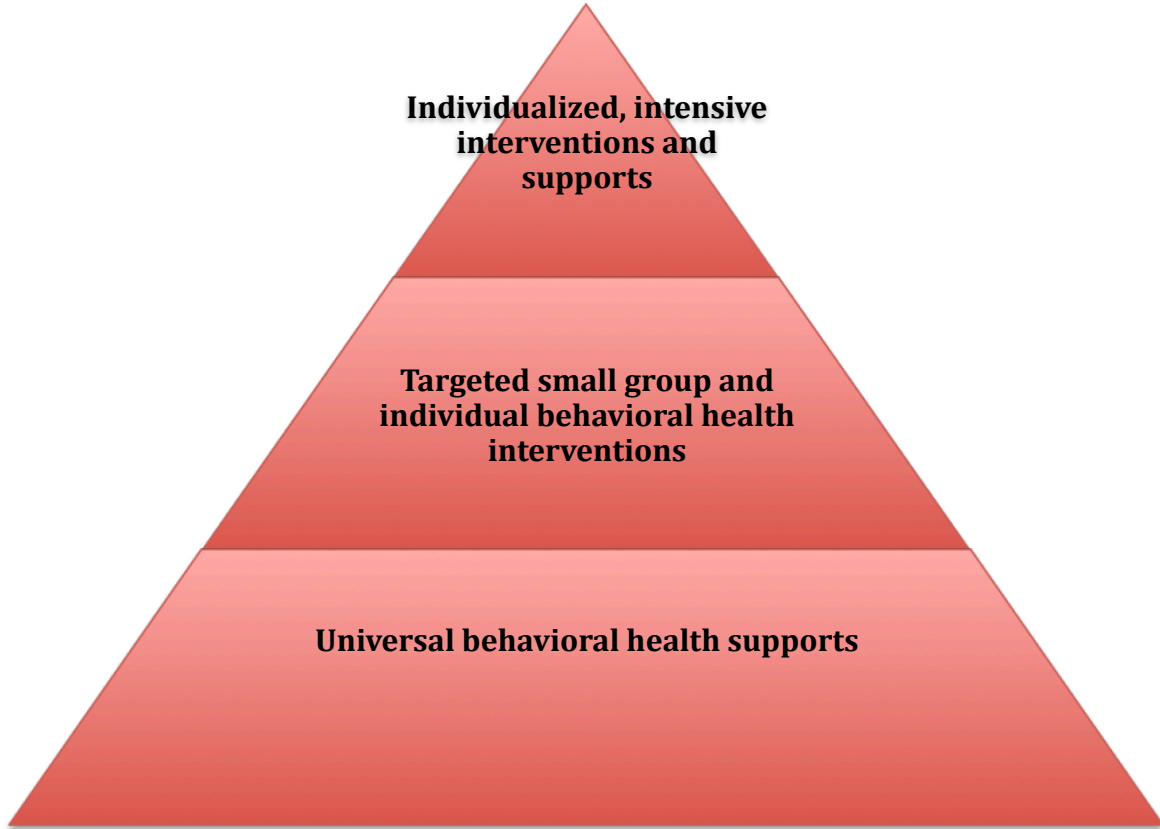 Individualized, intensive
interventions and
supports
Targeted small group and
individual behavioral health
interventions
Universal behavioral health supports